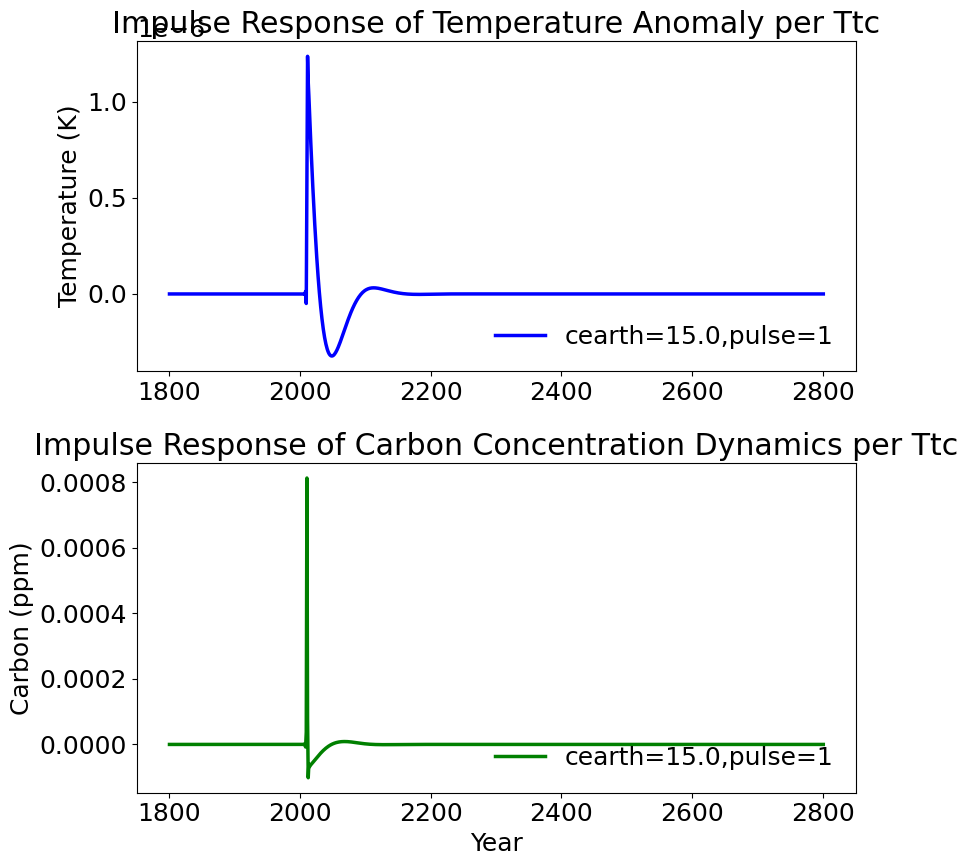 Impulse Response of Temperature Anomaly per Ttc
1e−6
Temperature (K)
1.0
0.5
0.0
cearth=15.0,pulse=1
1800 2000 2200 2400 2600 2800
Impulse Response of Carbon Concentration Dynamics per Ttc
Carbon (ppm)
0.0008
0.0006
0.0004
0.0002
0.0000
cearth=15.0,pulse=1
1800 2000 2200 2400 2600 2800
Year